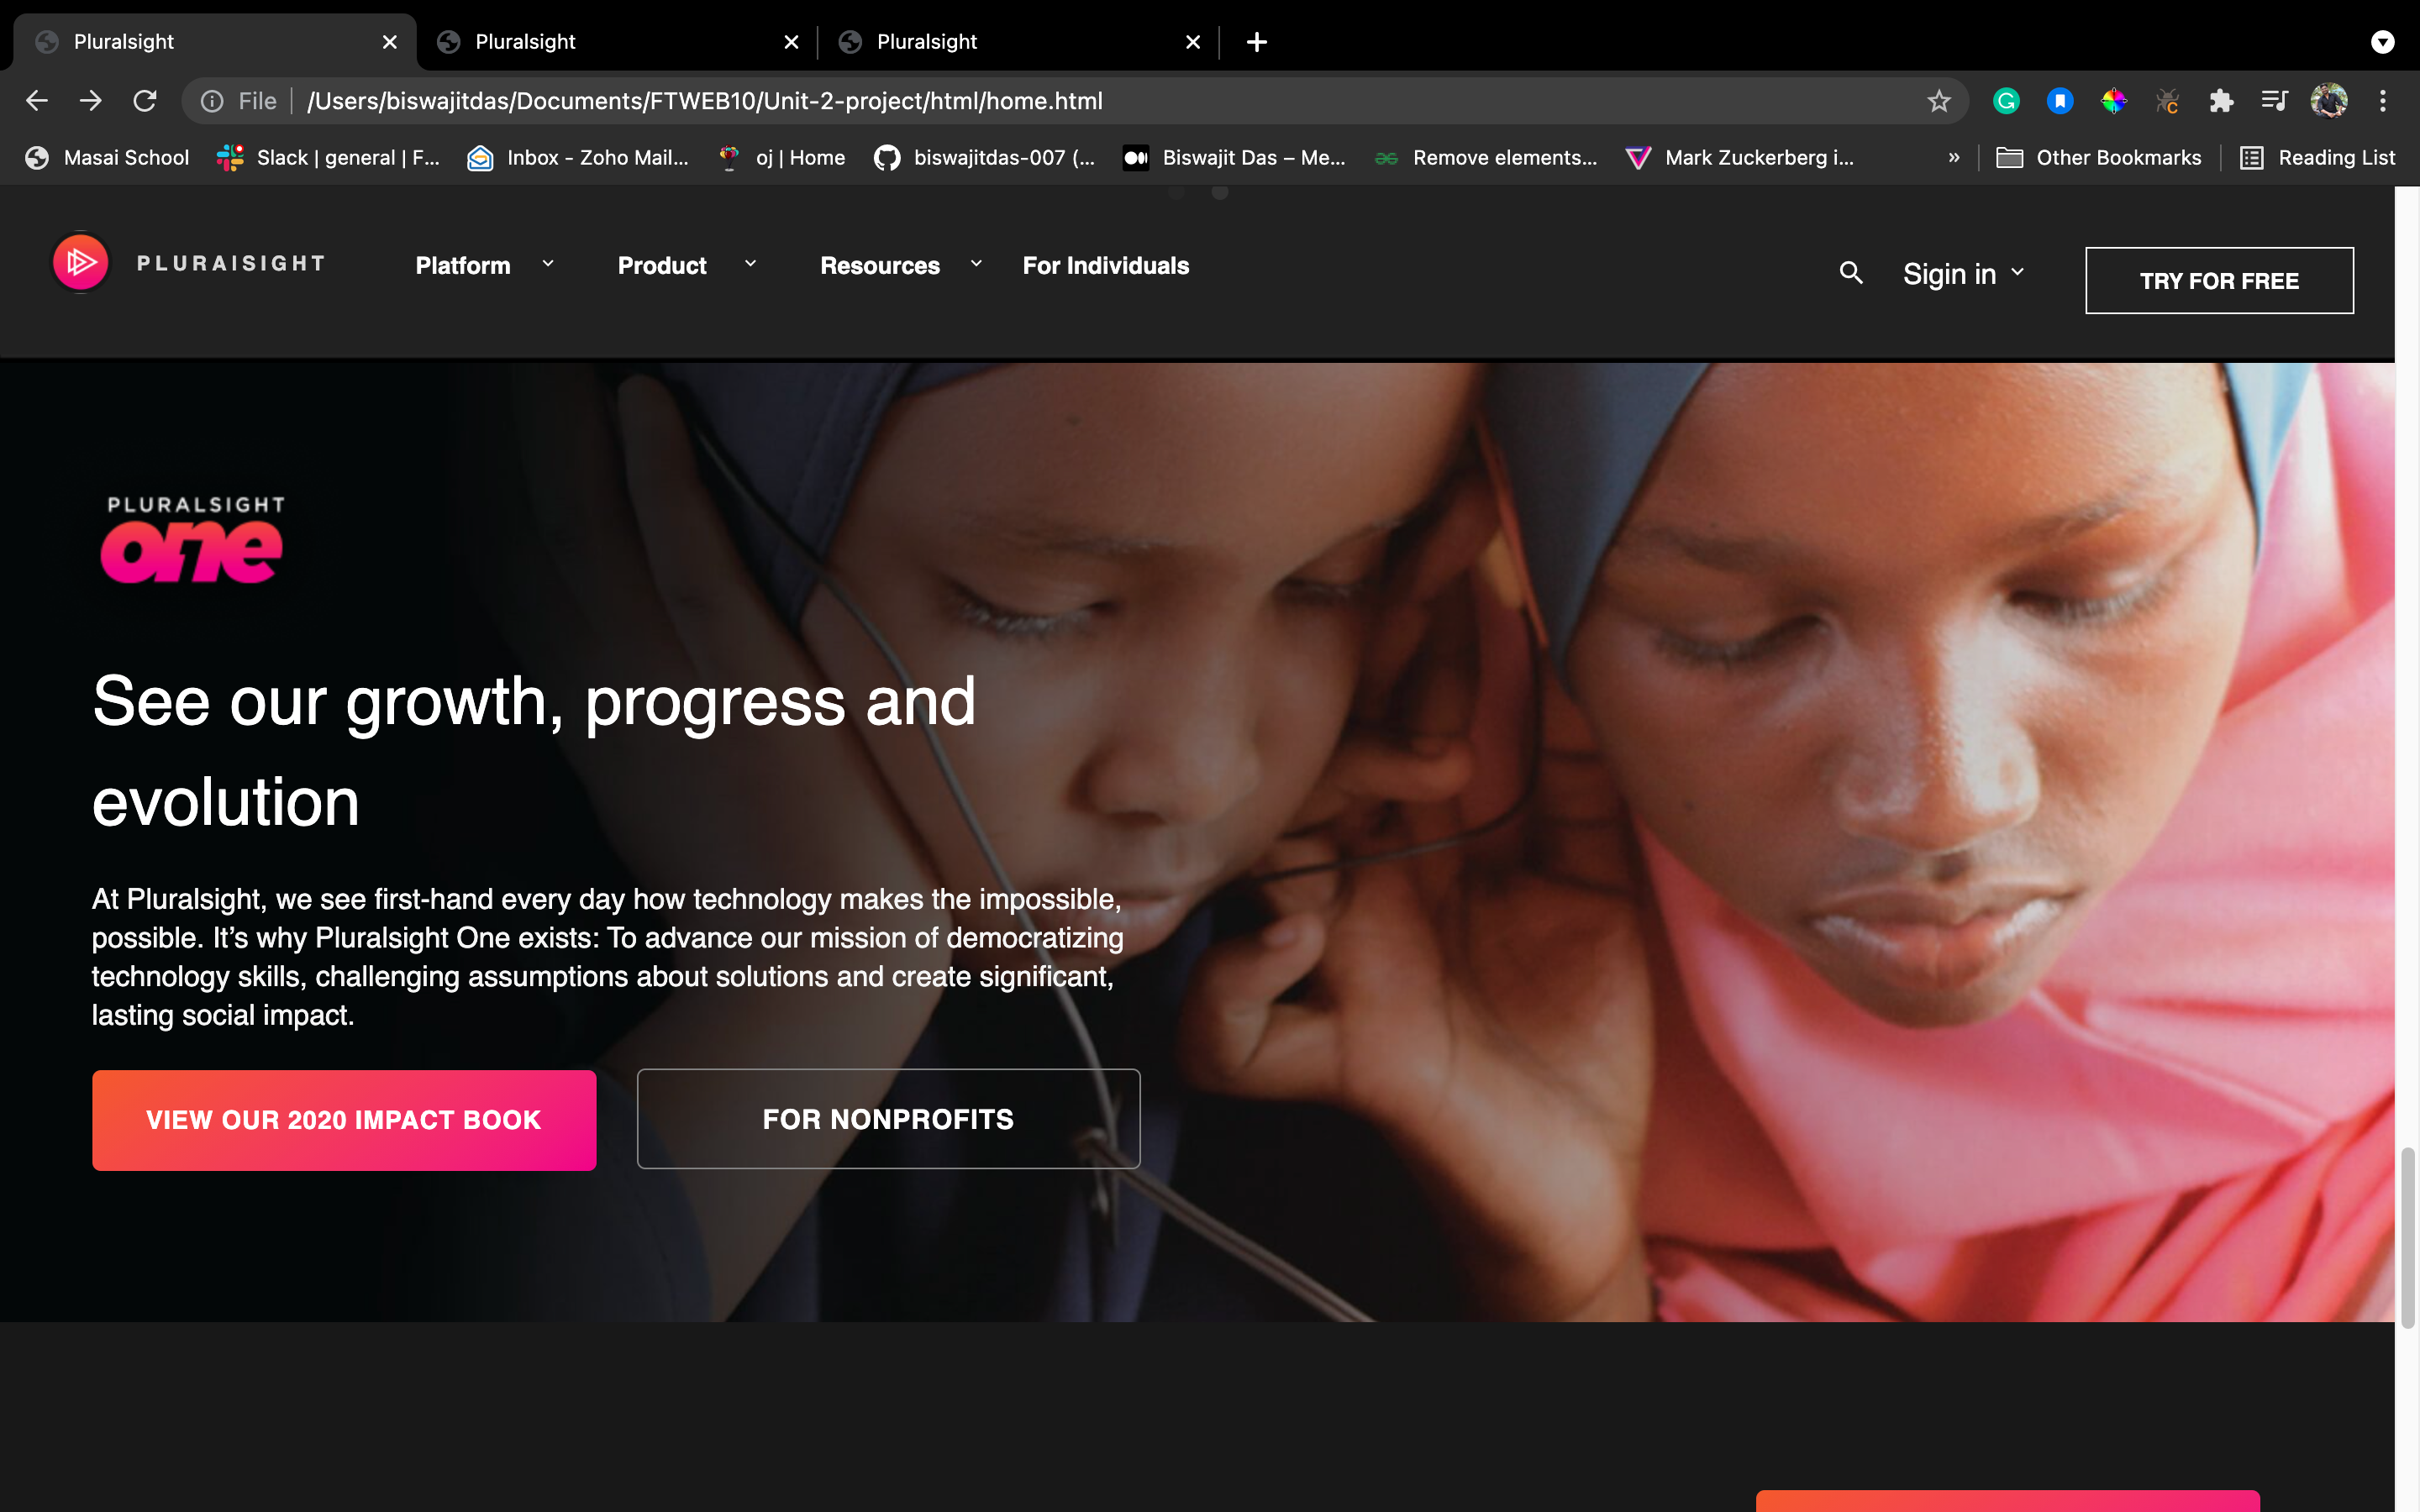 Pluralsight
Pluralsight
Pluralsight
File
/Users/biswajitdas/Documents/FTWEB10/Unit-2-project/html/home.html
Masai School
Slack | general | F...
Inbox - Zoho Mail...
oj | Home
biswajitdas-007 (...
Biswajit Das – Me...
Remove elements...
Mark Zuckerberg i...
»
Other Bookmarks
Reading List
PLURAISIGHT
Platform
Product
Resources
For Individuals
Sigin in
TRY FOR FREE
PLURALSIGHT
one
See our growth, progress and
evolution
At Pluralsight, we see first-hand every day how technology makes the impossible,
possible. It’s why Pluralsight One exists: To advance our mission of democratizing
technology skills, challenging assumptions about solutions and create significant,
lasting social impact.
VIEW OUR 2020 IMPACT BOOK
FOR NONPROFITS